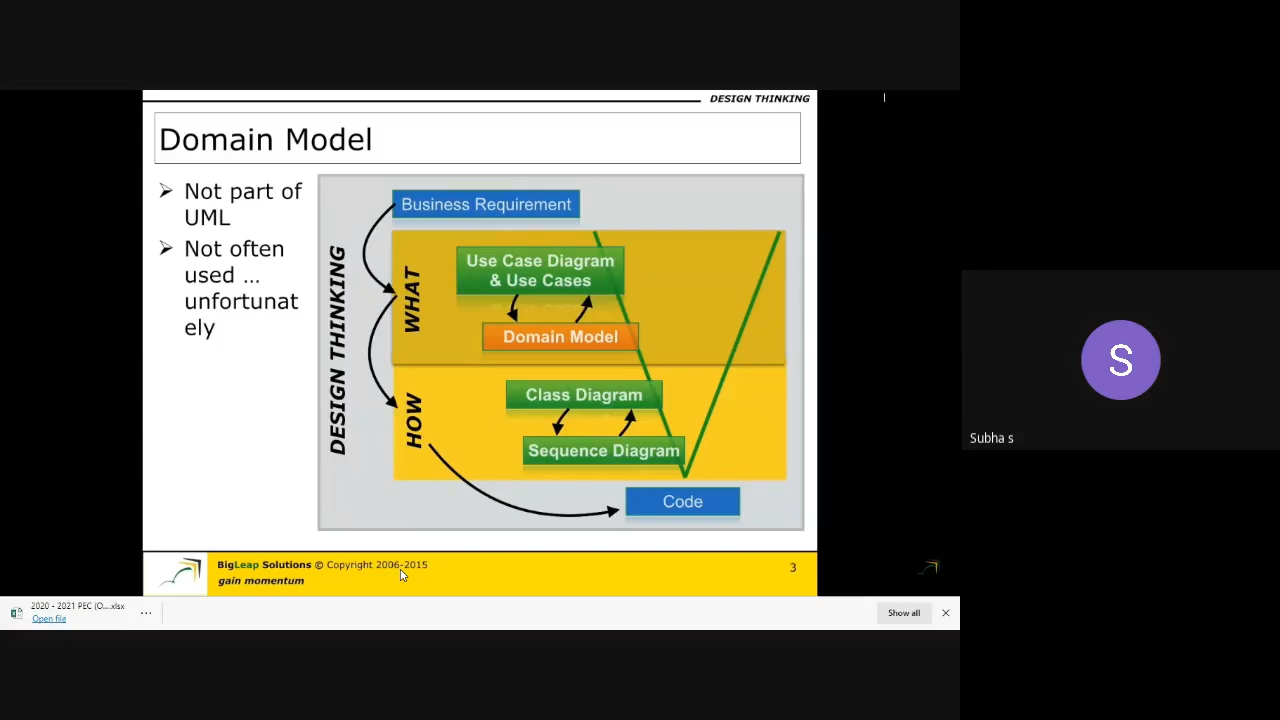 DESIGN THINKING
Domain Model
Not part of
UML
Not often
used ...
unfortunat
ely
DESIGN THINKING
Business Requirement
WHAT
Use Case Diagram
& Use Cases
Domain Model
HOW
Class Diagram
Sequence Diagram
Code
BigLeap Solutions © Copyright 2006-2015
gain momentum
3
S
Subha s
2020 - 2021 PEC (O....xlsx
Open file
...
Show all